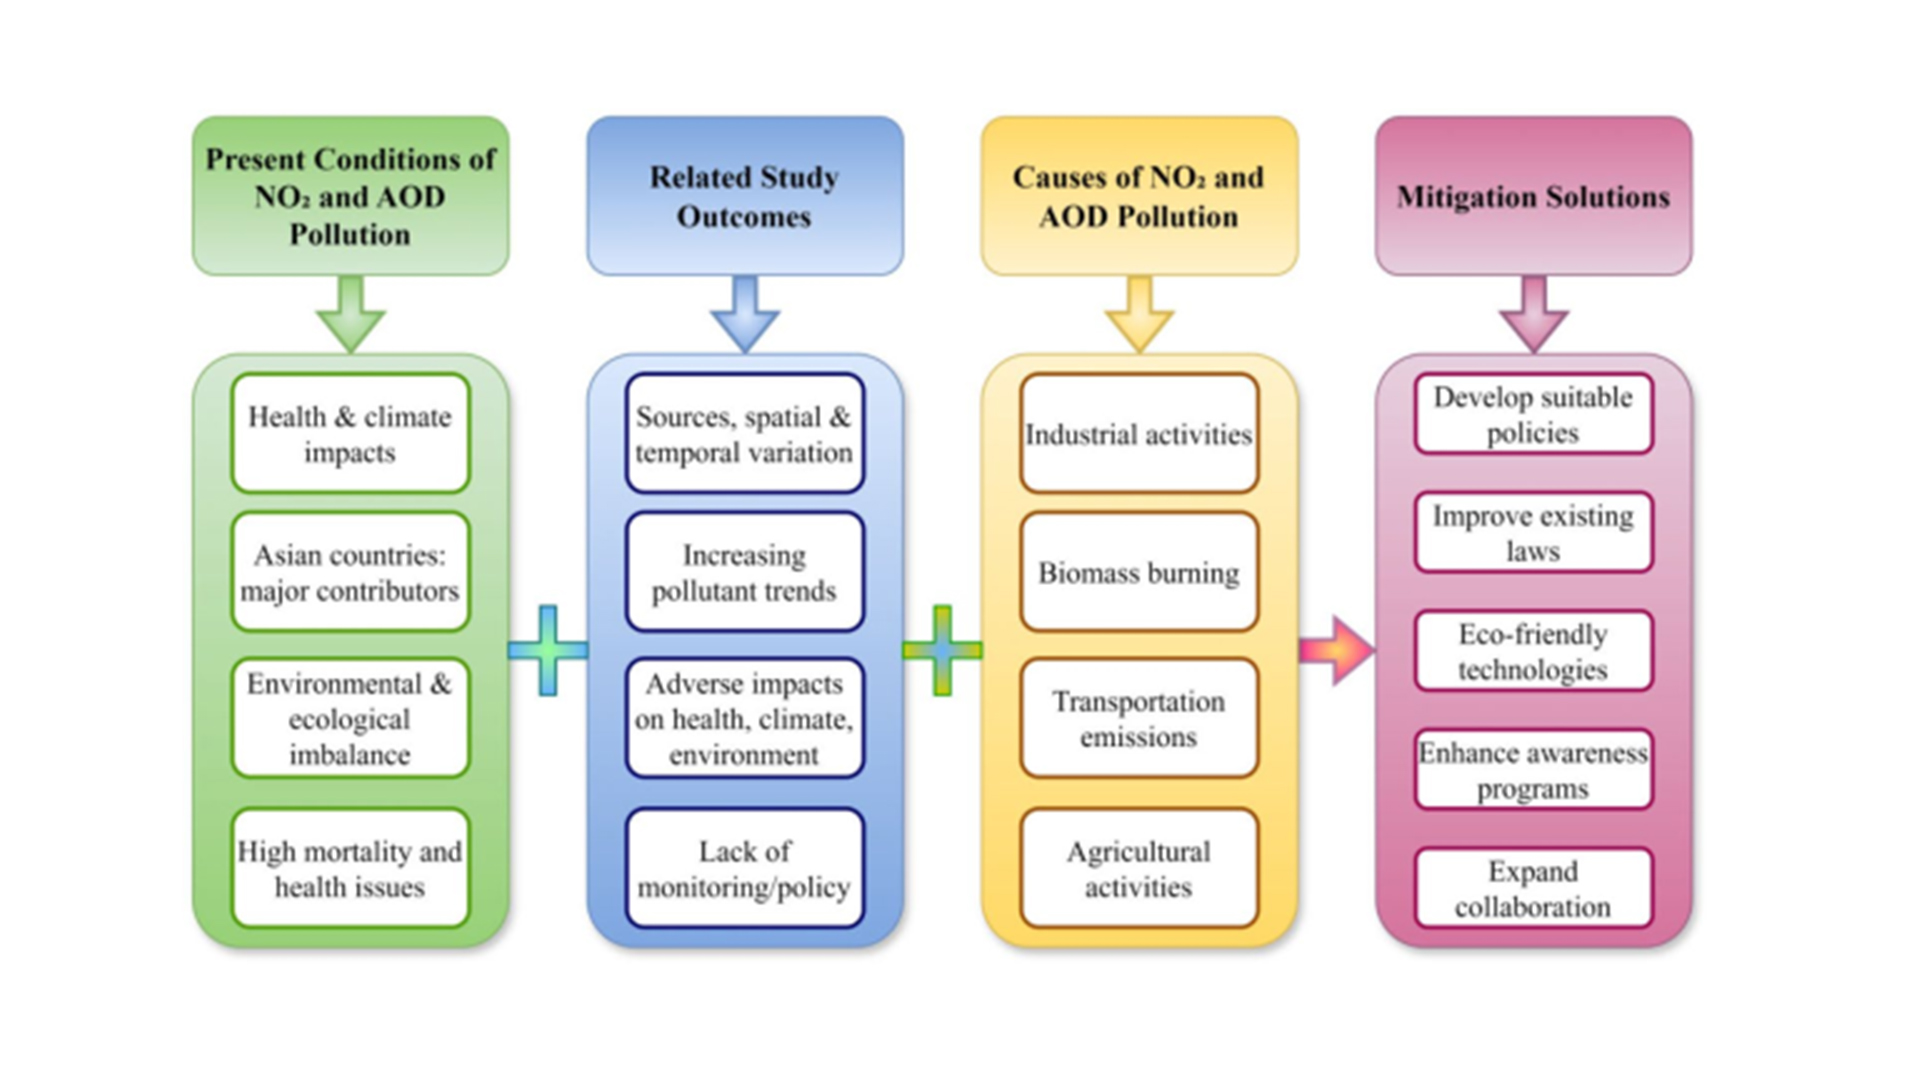 Present Conditions of
NO₂ and AOD
Pollution
Health & climate
impacts
Asian countries:
major contributors
Environmental &
ecological
imbalance
High mortality and
health issues
Related Study
Outcomes
Sources, spatial &
temporal variation
Increasing
pollutant trends
Adverse impacts
on health, climate,
environment
Lack of
monitoring/policy
Causes of NO₂ and
AOD Pollution
Industrial activities
Biomass burning
Transportation
emissions
Agricultural
activities
Mitigation Solutions
Develop suitable
policies
Improve existing
laws
Eco-friendly
technologies
Enhance awareness
programs
Expand
collaboration